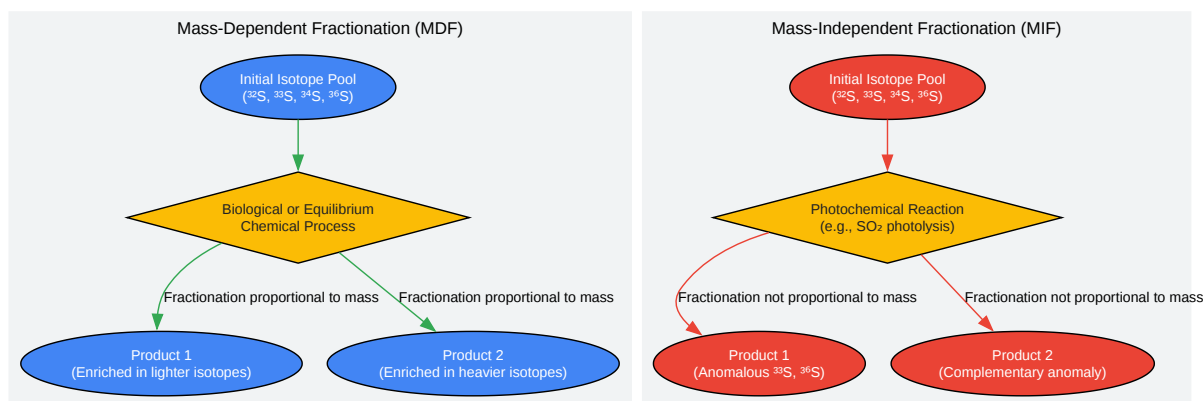 Mass-Dependent Fractionation (MDF)
Initial Isotope Pool
(³²S, ³³S, ³⁴S, ³⁶S)
Biological or Equilibrium
Chemical Process
Fractionation proportional to mass
Fractionation proportional to mass
Product 1
(Enriched in lighter isotopes)
Product 2
(Enriched in heavier isotopes)
Mass-Independent Fractionation (MIF)
Initial Isotope Pool
(³²S, ³³S, ³⁴S, ³⁶S)
Photochemical Reaction
(e.g., SO₂ photolysis)
Fractionation not proportional to mass
Fractionation not proportional to mass
Product 1
(Anomalous ³³S, ³⁶S)
Product 2
(Complementary anomaly)